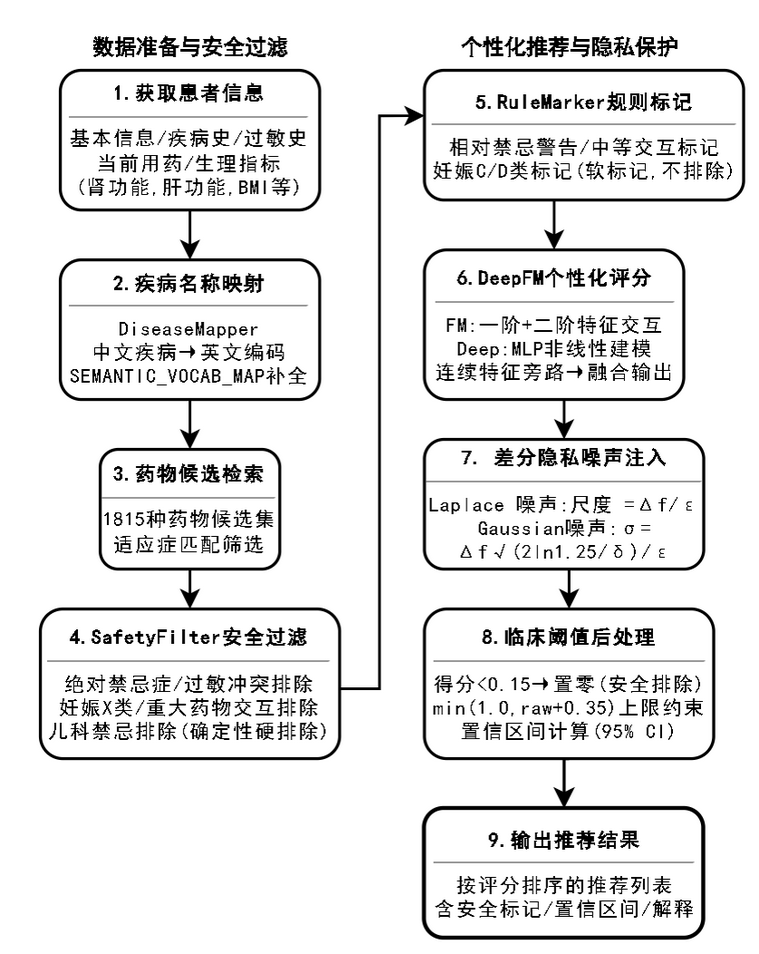 数据准备与安全过滤
1.获取患者信息
基本信息/疾病史/过敏史
当前用药/生理指标
(肾功能,肝功能,BMI等)
2.疾病名称映射
DiseaseMapper
中文疾病→英文编码
SEMANTIC_VOCAB_MAP补全
3.药物候选检索
1815种药物候选集
适应症匹配筛选
4.SafetyFilter安全过滤
绝对禁忌症/过敏冲突排除
妊娠X类/重大药物交互排除
儿科禁忌排除(确定性硬排除)
个性化推荐与隐私保护
5.RuleMarker规则标记
相对禁忌警告/中等交互标记
妊娠C/D类标记(软标记,不排除)
6.DeepFM个性化评分
FM:一阶+二阶特征交互
Deep:MLP非线性建模
连续特征旁路→融合输出
7. 差分隐私噪声注入
Laplace 噪声:尺度 =Δf/ε
Gaussian噪声:σ=
Δf√(2ln1.25/δ)/ε
8.临床阈值后处理
得分<0.15→置零(安全排除)
min(1.0,raw+0.35)上限约束
置信区间计算(95% CI)
9.输出推荐结果
按评分排序的推荐列表
含安全标记/置信区间/解释